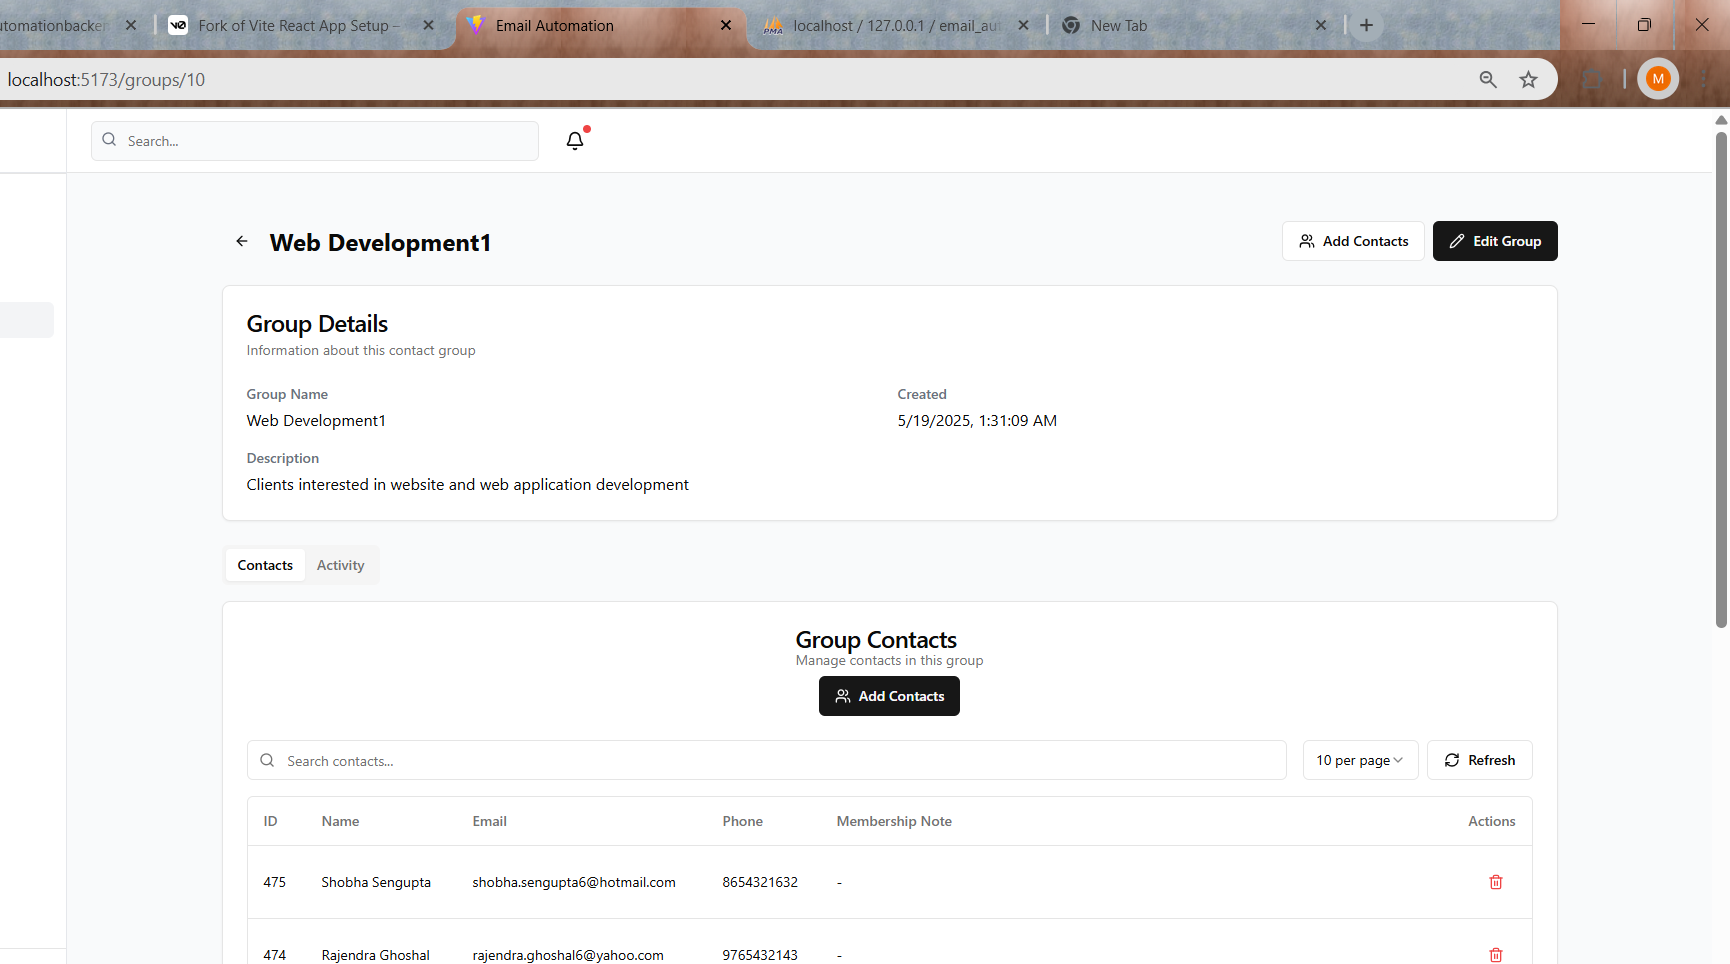 utomationbacker
Fork of Vite React App Setup –
Email Automation
localhost / 127.0.0.1 / email_aut
New Tab
localhost:5173/groups/10
M
Search...
Web Development1
Add Contacts
Edit Group
Group Details
Information about this contact group
Group Name
Created
Web Development1
5/19/2025, 1:31:09 AM
Description
Clients interested in website and web application development
Contacts
Activity
Group Contacts
Manage contacts in this group
Add Contacts
Search contacts...
10 per page
Refresh
ID Name Email Phone Membership Note Actions
475 Shobha Sengupta shobha.sengupta6@hotmail.com 8654321632 -
474 Rajendra Ghoshal rajendra.ghoshal6@yahoo.com 9765432143 -